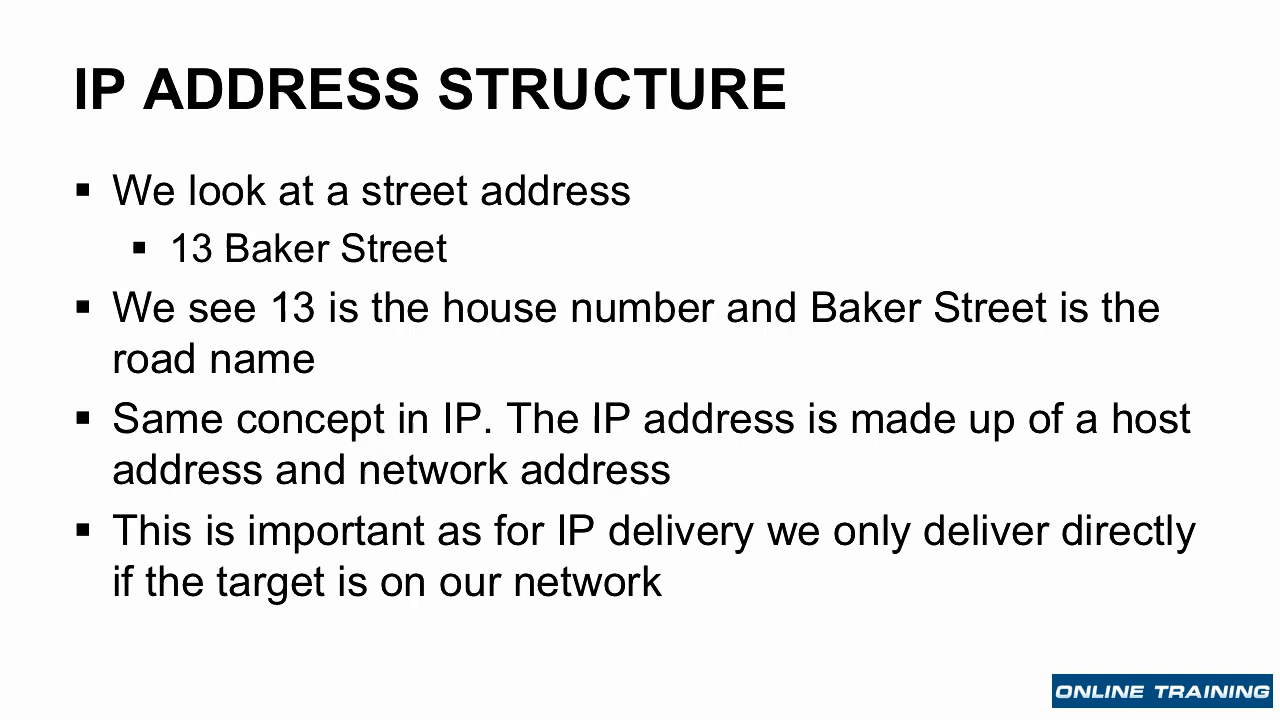 IP ADDRESS STRUCTURE
▪ We look at a street address
▪ 13 Baker Street
▪ We see 13 is the house number and Baker Street is the
road name
▪ Same concept in IP. The IP address is made up of a host
address and network address
▪ This is important as for IP delivery we only deliver directly
if the target is on our network
ONLINE TRAINING